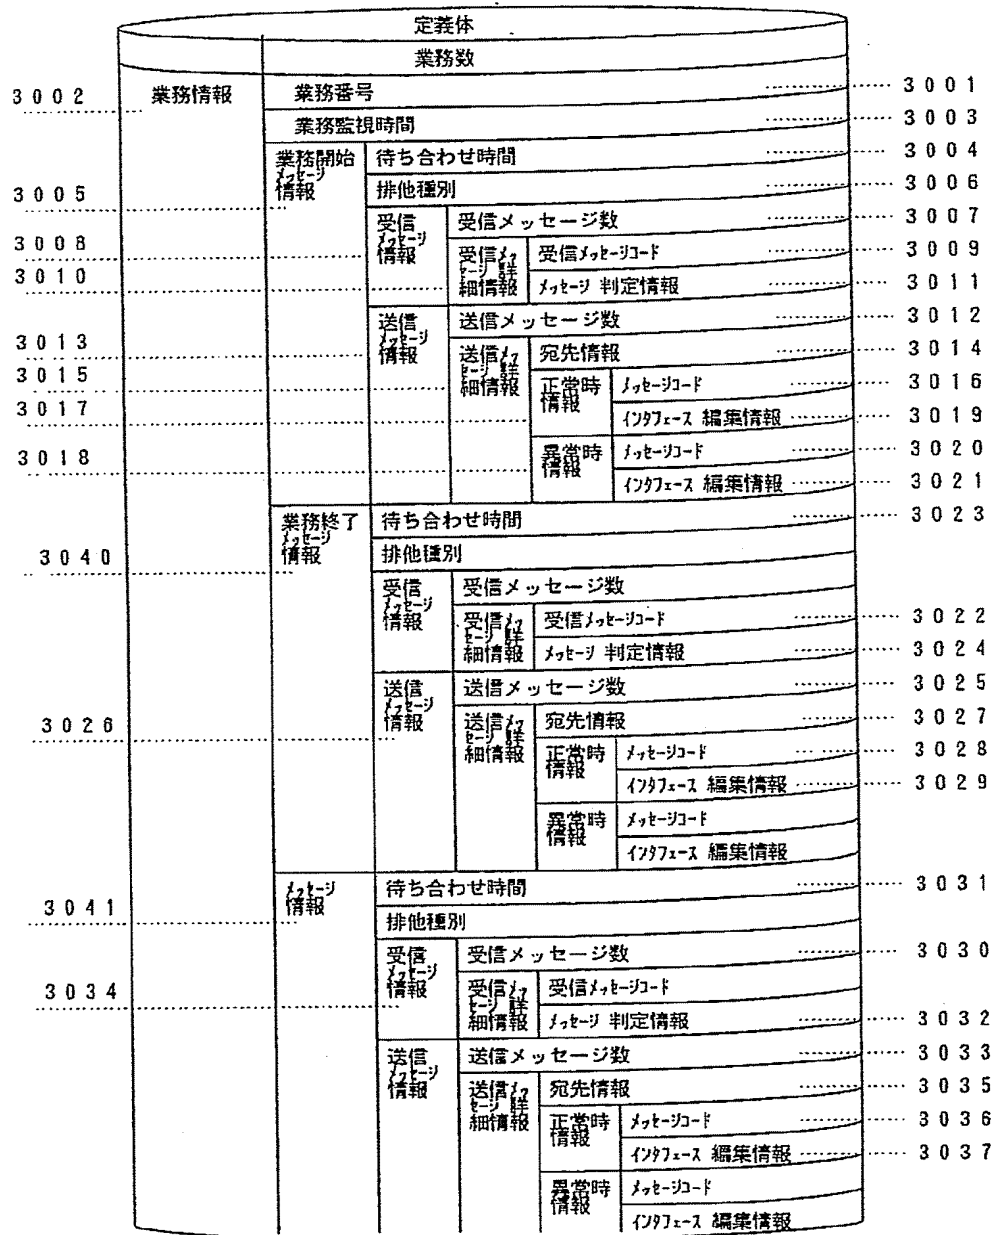 定義体
業務数
3002 業務情報 業務番号 3001
業務監視時間 3003
業務開始メッセージ情報 待ち合わせ時間 3004
3005 排他種別 3006
受信メッセージ情報 受信メッセージ数 3007
3008 受信メッセージ詳細情報 受信メッセージコード 3009
3010 メッセージ判定情報 3011
送信メッセージ情報 送信メッセージ数 3012
3013 送信メッセージ詳細情報 宛先情報 3014
3015 正常時情報 メッセージコード 3016
3017 インタフェース編集情報 3019
3018 異常時情報 メッセージコード 3020
インタフェース編集情報 3021
業務終了メッセージ情報 待ち合わせ時間 3023
3040 排他種別
受信メッセージ情報 受信メッセージ数
受信メッセージ詳細情報 受信メッセージコード 3022
メッセージ判定情報 3024
送信メッセージ情報 送信メッセージ数 3025
3026 送信メッセージ詳細情報 宛先情報 3027
正常時情報 メッセージコード 3028
インタフェース編集情報 3029
異常時情報 メッセージコード
インタフェース編集情報
メッセージ情報 待ち合わせ時間 3031
3041 排他種別
受信メッセージ情報 受信メッセージ数 3030
3034 受信メッセージ詳細情報 受信メッセージコード
メッセージ判定情報 3032
送信メッセージ情報 送信メッセージ数 3033
送信メッセージ詳細情報 宛先情報 3035
正常時情報 メッセージコード 3036
インタフェース編集情報 3037
異常時情報 メッセージコード
インタフェース編集情報